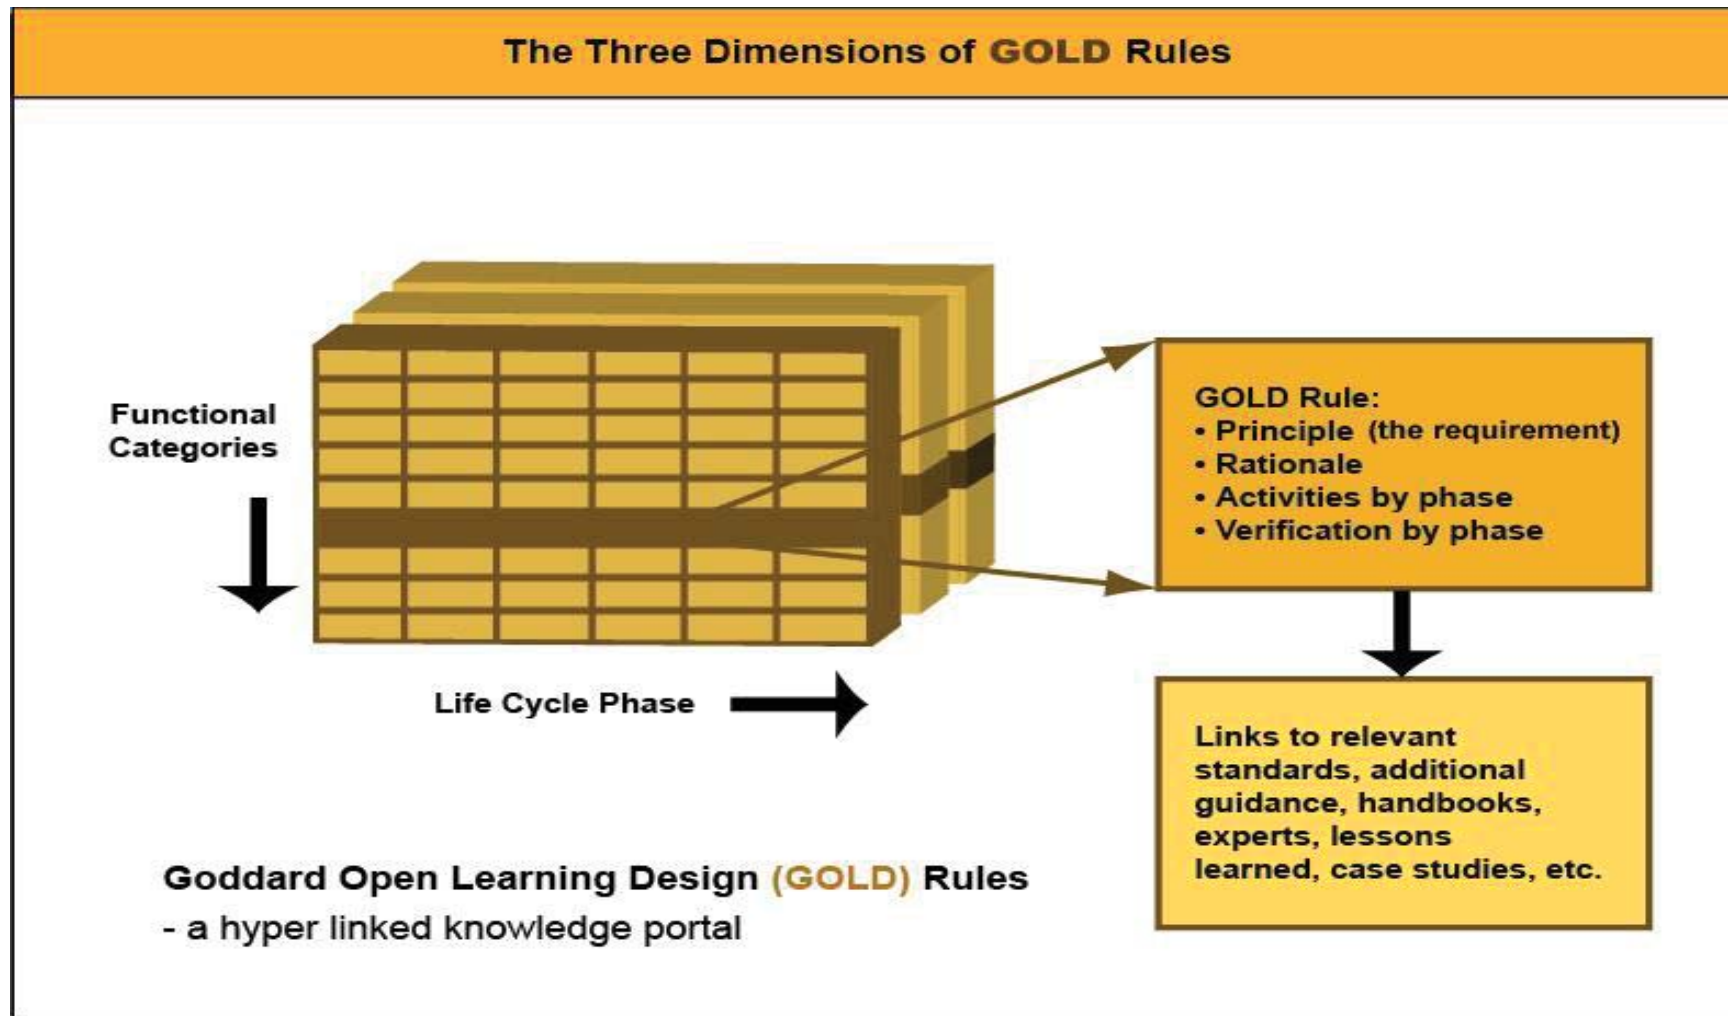 The Three Dimensions of GOLD Rules
Functional
Categories
Life Cycle Phase
GOLD Rule:
• Principle (the requirement)
• Rationale
• Activities by phase
• Verification by phase
Links to relevant
standards, additional
guidance, handbooks,
experts, lessons
learned, case studies, etc.
Goddard Open Learning Design (GOLD) Rules
- a hyper linked knowledge portal